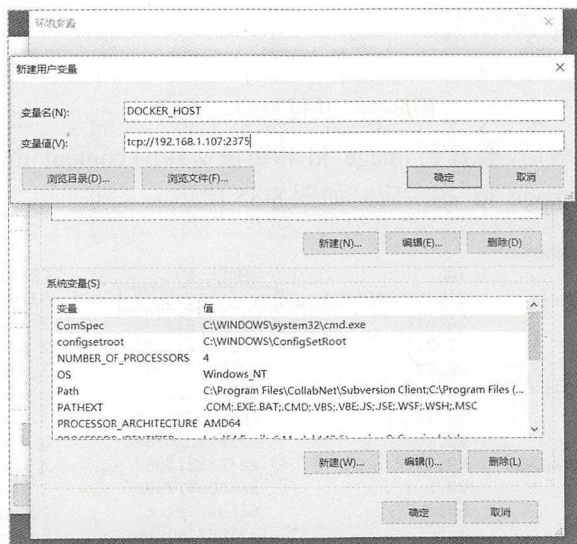 环境变量
新建用户变量
变量名(N):
DOCKER_HOST
变量值(V):
tcp://192.168.1.107:2375
浏览目录(D)...
浏览文件(F)...
确定
取消
新建(N)...
编辑(E)...
删除(D)
系统变量(S)
变量 值
ComSpec C:\WINDOWS\system32\cmd.exe
configsetroot C:\WINDOWS\ConfigSetRoot
NUMBER_OF_PROCESSORS 4
OS Windows_NT
Path C:\Program Files\CollabNet\Subversion Client;C:\Program Files (...
PATHEXT .COM;.EXE;.BAT;.CMD;.VBS;.VBE;.JS;.JSE;.WSF;.WSH;.MSC
PROCESSOR_ARCHITECTURE AMD64
新建(W)...
编辑(I)...
删除(L)
确定
取消